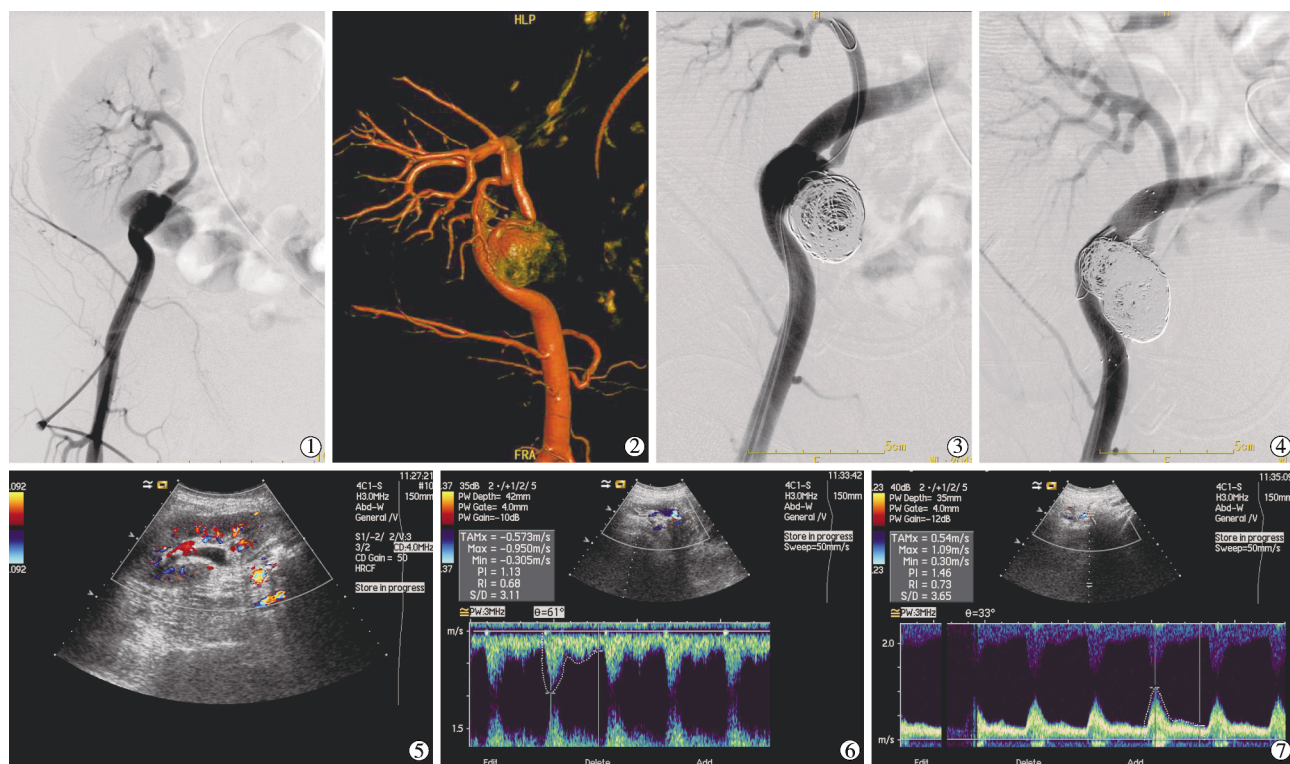 ①
HLP
FRA
②
5cm
③
5cm
④
.092
.092
11:27:21
4C1-S #10
H3.0MHz 150mm
Abd-W
General /V
S1/-2/ 2/V:3
3/2 CD:4.0MHz
CD Gain = 50
HRCF
Store in progress
⑤
.37
.37
35dB 2 •/+1/2/ 5
PW Depth= 42mm
PW Gate= 4.0mm
PW Gain=-10dB
TAMx = -0.573m/s
Max = -0.950m/s
Min = -0.305m/s
PI = 1.13
RI = 0.68
S/D = 3.11
PW:3MHz
θ=61°
11:33:42
4C1-S
H3.0MHz 150mm
Abd-W
General /V
Store in progress
Sweep=50mm/s
m/s
1.5
Edit Delete Add
⑥
.23
.23
40dB 2 •/+1/2/ 5
PW Depth= 35mm
PW Gate= 4.0mm
PW Gain=-12dB
TAMx = 0.54m/s
Max = 1.09m/s
Min = 0.30m/s
PI = 1.46
RI = 0.73
S/D = 3.65
PW:3MHz
θ=33°
11:35:09
4C1-S
H3.0MHz 150mm
Abd-W
General /V
Store in progress
Sweep=50mm/s
2.0
m/s
Edit Delete Add
⑦